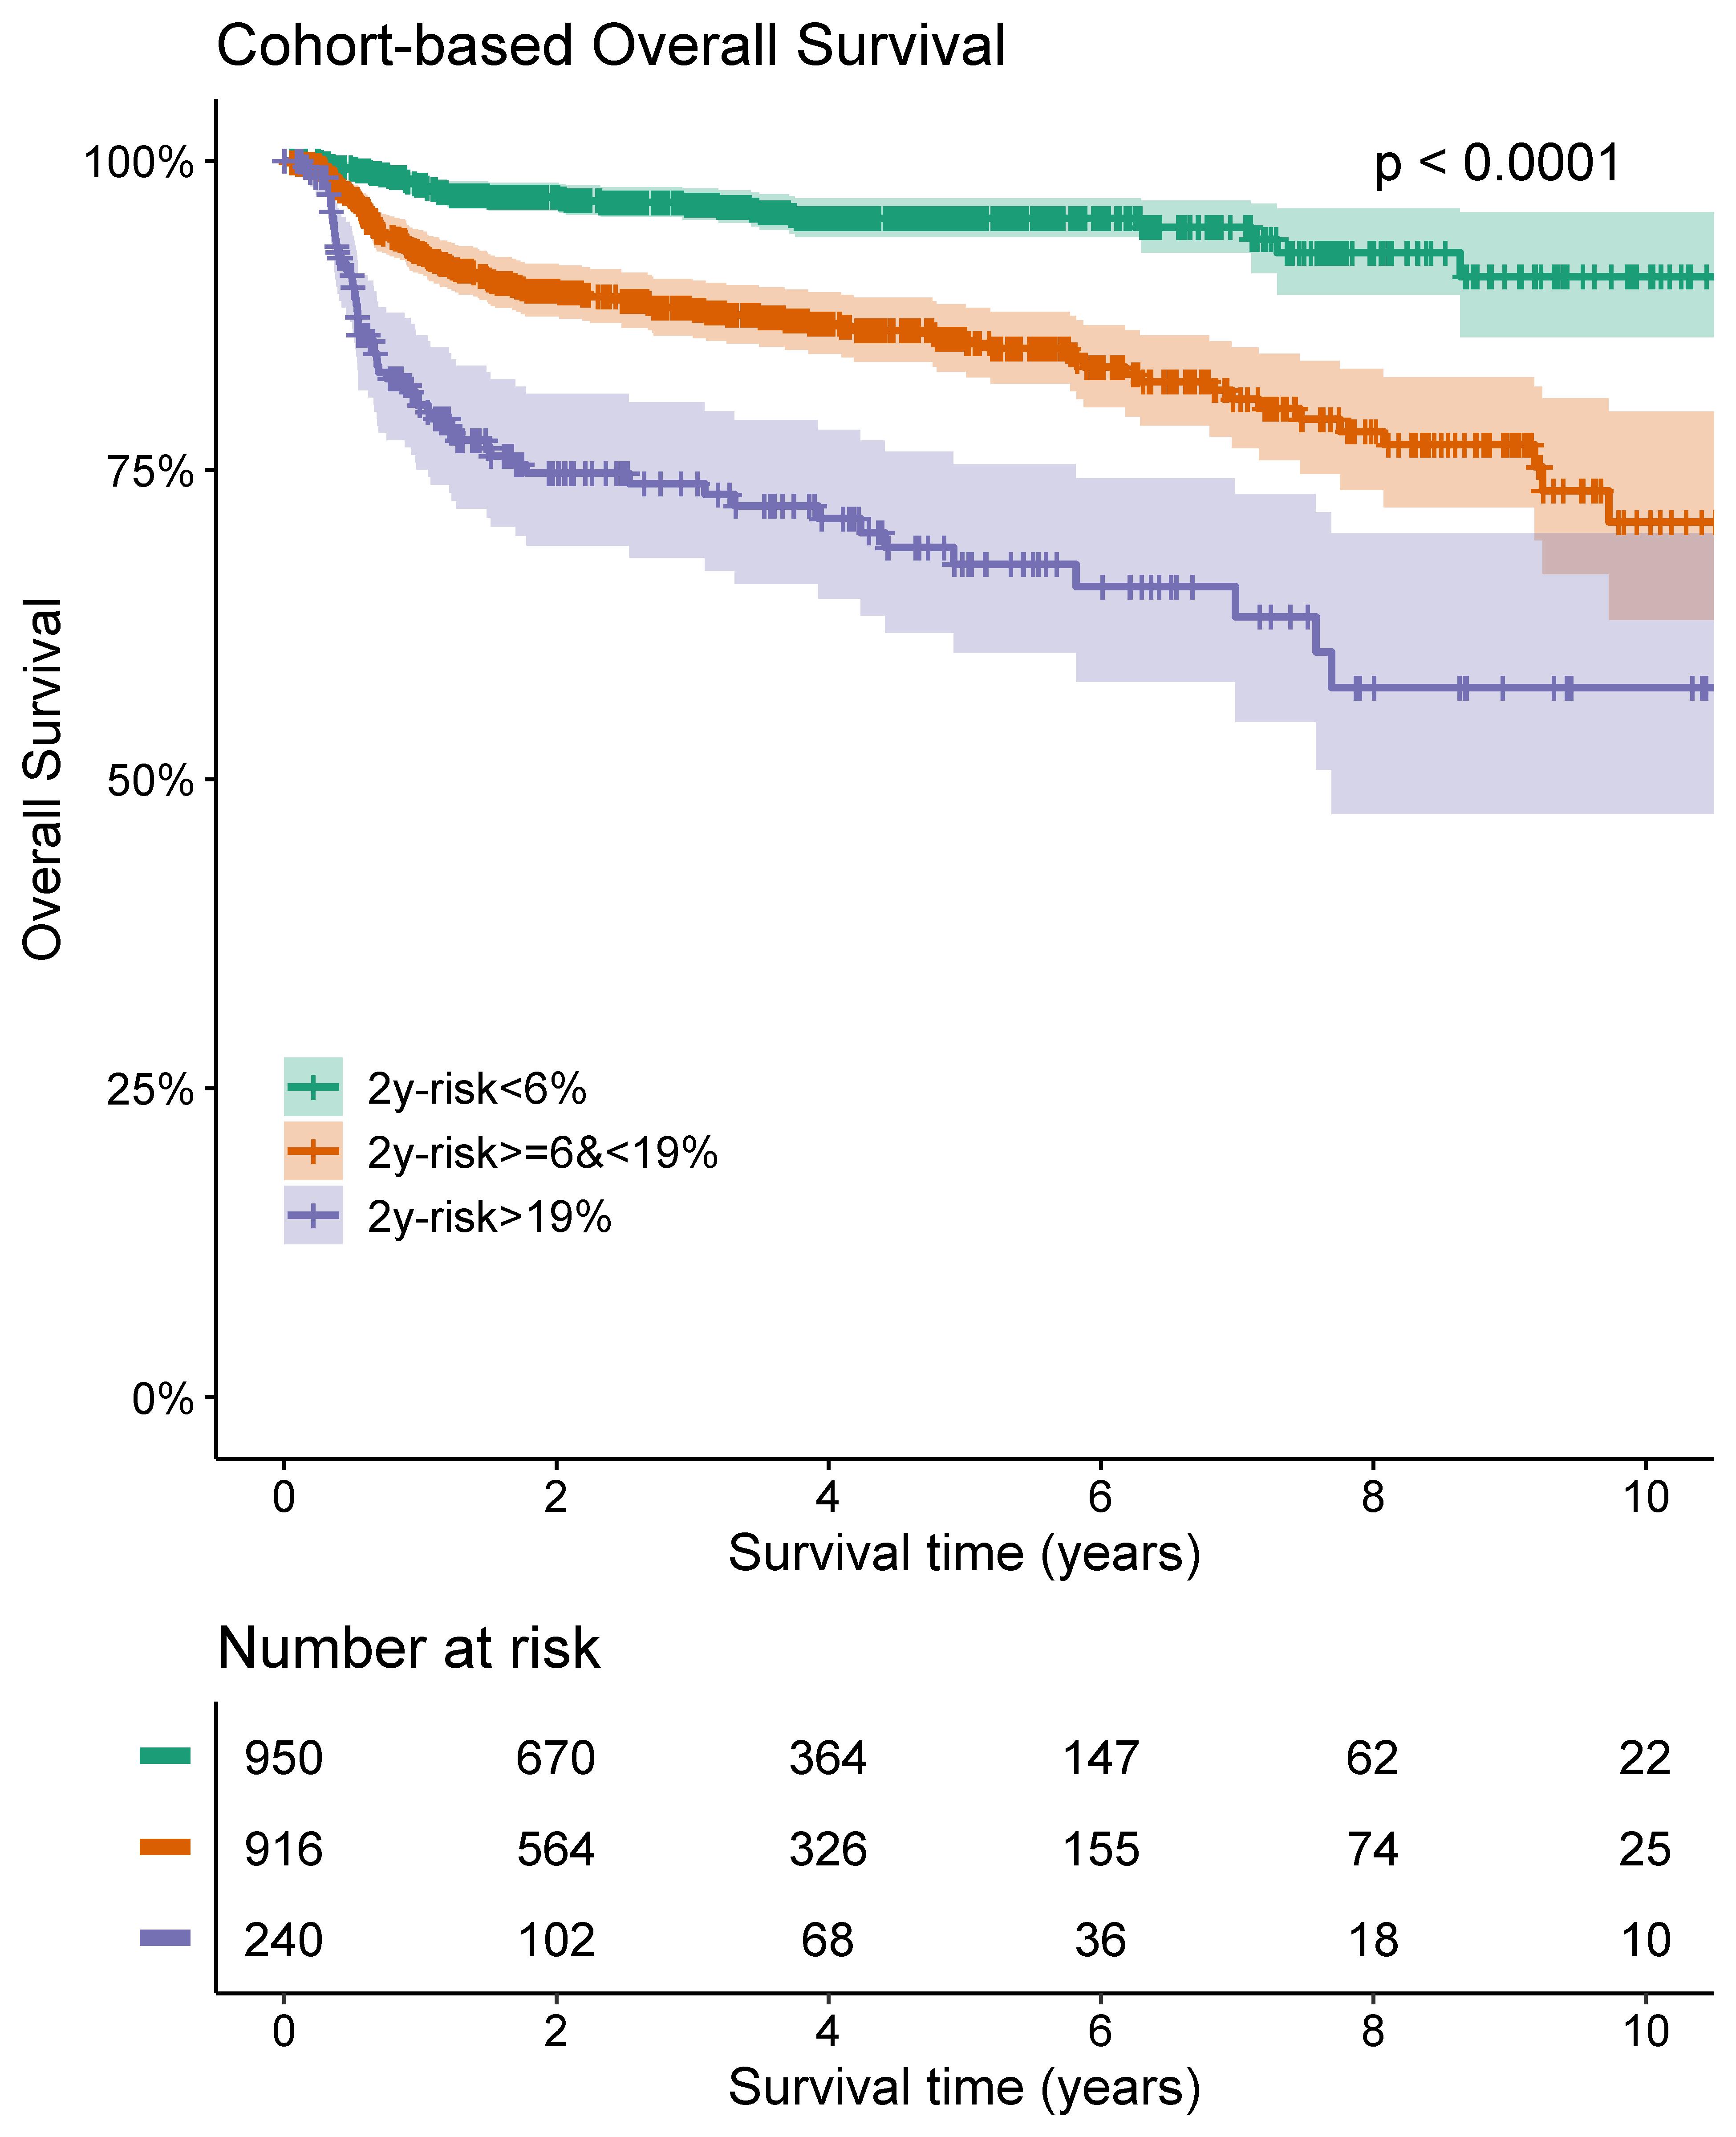 Cohort-based Overall Survival
p < 0.0001
100%
75%
50%
25%
0%
Overall Survival
2y-risk<6%
2y-risk>=6&<19%
2y-risk>19%
0 2 4 6 8 10
Survival time (years)
Number at risk
950 670 364 147 62 22
916 564 326 155 74 25
240 102 68 36 18 10
0 2 4 6 8 10
Survival time (years)